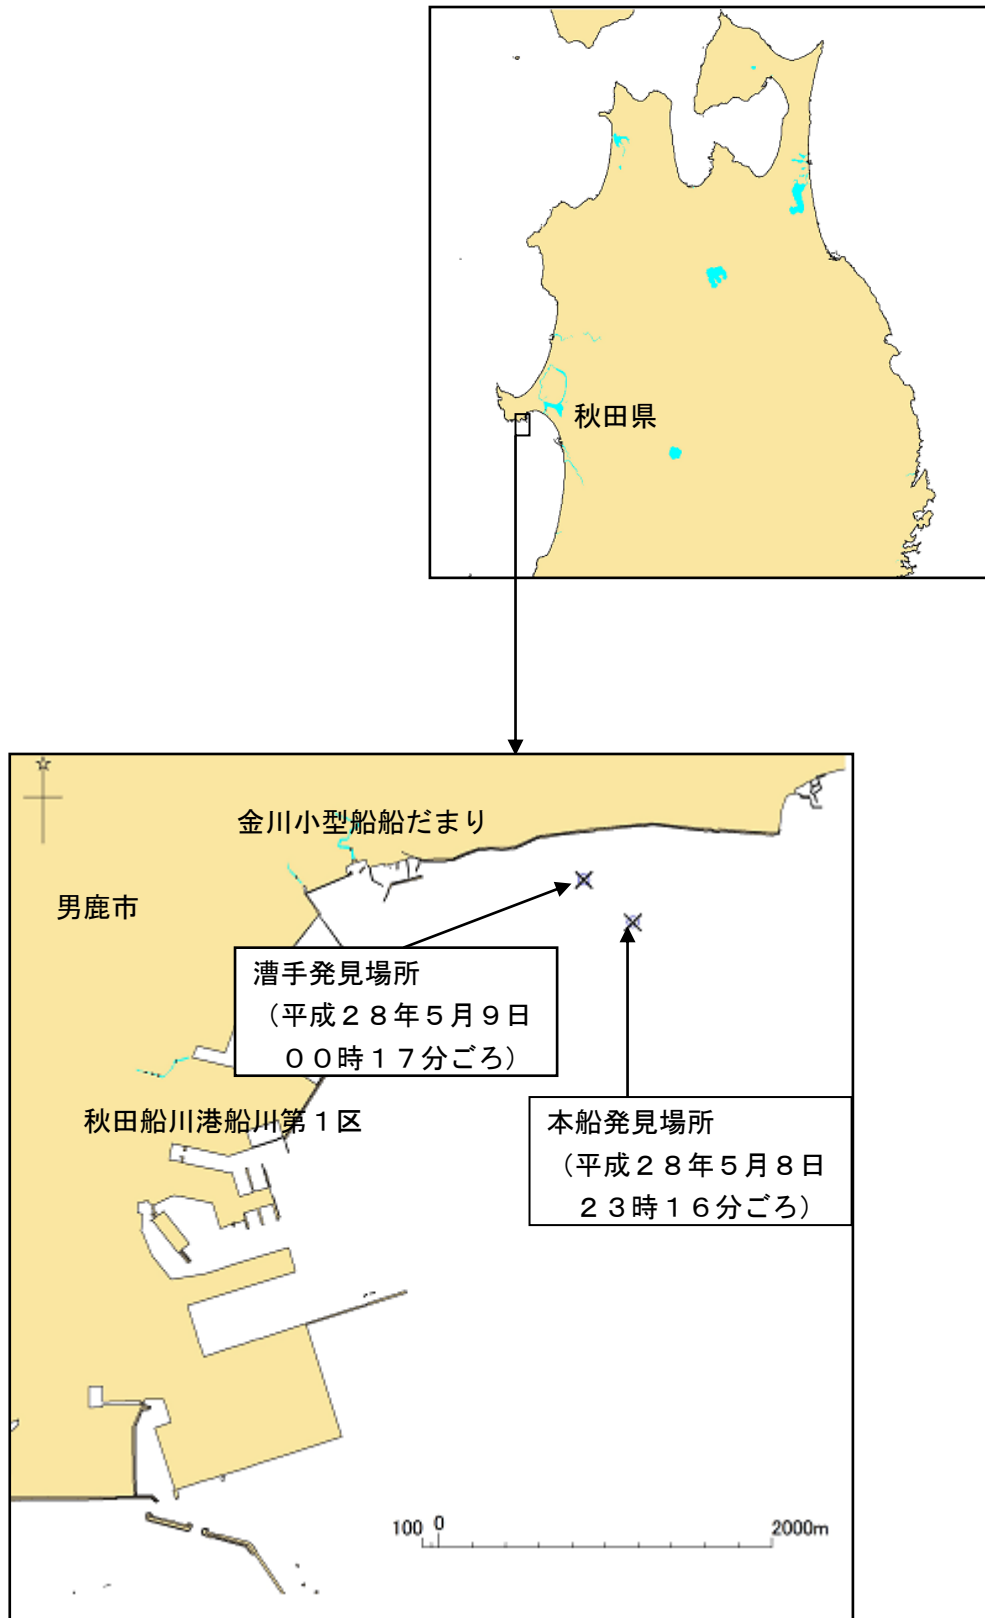 秋田県
金川小型船船だまり
男鹿市
漕手発見場所
（平成２８年５月９日
００時１７分ごろ）
秋田船川港船川第１区
本船発見場所
（平成２８年５月８日
２３時１６分ごろ）
100 0 2000m